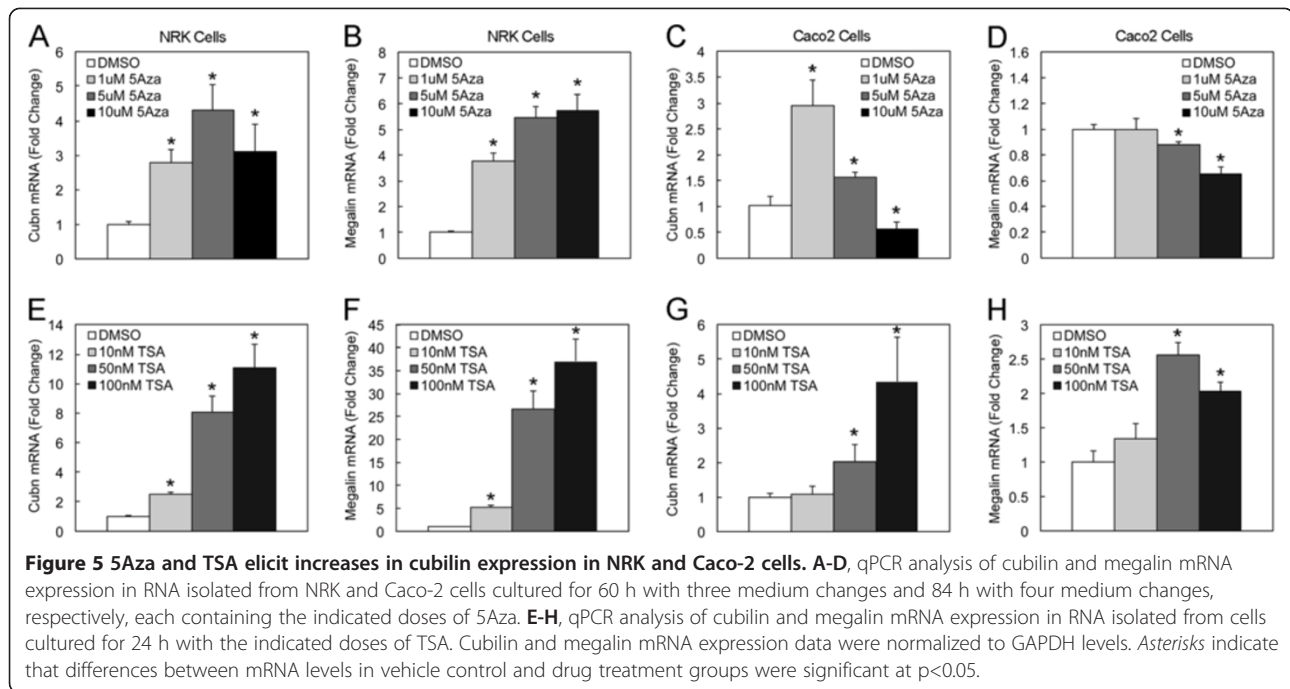 A
NRK Cells
Cubn mRNA (Fold Change)
6
5
4
3
2
1
0
DMSO
1uM 5Aza
5uM 5Aza
10uM 5Aza
*
*
*
B
NRK Cells
Megalin mRNA (Fold Change)
8
7
6
5
4
3
2
1
0
DMSO
1uM 5Aza
5uM 5Aza
10uM 5Aza
*
*
*
C
Caco2 Cells
Cubn mRNA (Fold Change)
4
3.5
3
2.5
2
1.5
1
0.5
0
DMSO
1uM 5Aza
5uM 5Aza
10uM 5Aza
*
*
*
D
Caco2 Cells
Megalin mRNA (Fold Change)
1.6
1.4
1.2
1
0.8
0.6
0.4
0.2
0
DMSO
1uM 5Aza
5uM 5Aza
10uM 5Aza
*
*
E
Cubn mRNA (Fold Change)
14
12
10
8
6
4
2
0
DMSO
10nM TSA
50nM TSA
100nM TSA
*
*
*
F
Megalin mRNA (Fold Change)
45
40
35
30
25
20
15
10
5
0
DMSO
10nM TSA
50nM TSA
100nM TSA
*
*
*
G
Cubn mRNA (Fold Change)
6
5
4
3
2
1
0
DMSO
10nM TSA
50nM TSA
100nM TSA
*
*
H
Megalin mRNA (Fold Change)
3
2.5
2
1.5
1
0.5
0
DMSO
10nM TSA
50nM TSA
100nM TSA
*
*
Figure 5 5Aza and TSA elicit increases in cubilin expression in NRK and Caco-2 cells. A-D, qPCR analysis of cubilin and megalin mRNA
expression in RNA isolated from NRK and Caco-2 cells cultured for 60 h with three medium changes and 84 h with four medium changes,
respectively, each containing the indicated doses of 5Aza. E-H, qPCR analysis of cubilin and megalin mRNA expression in RNA isolated from cells
cultured for 24 h with the indicated doses of TSA. Cubilin and megalin mRNA expression data were normalized to GAPDH levels. Asterisks indicate
that differences between mRNA levels in vehicle control and drug treatment groups were significant at p<0.05.